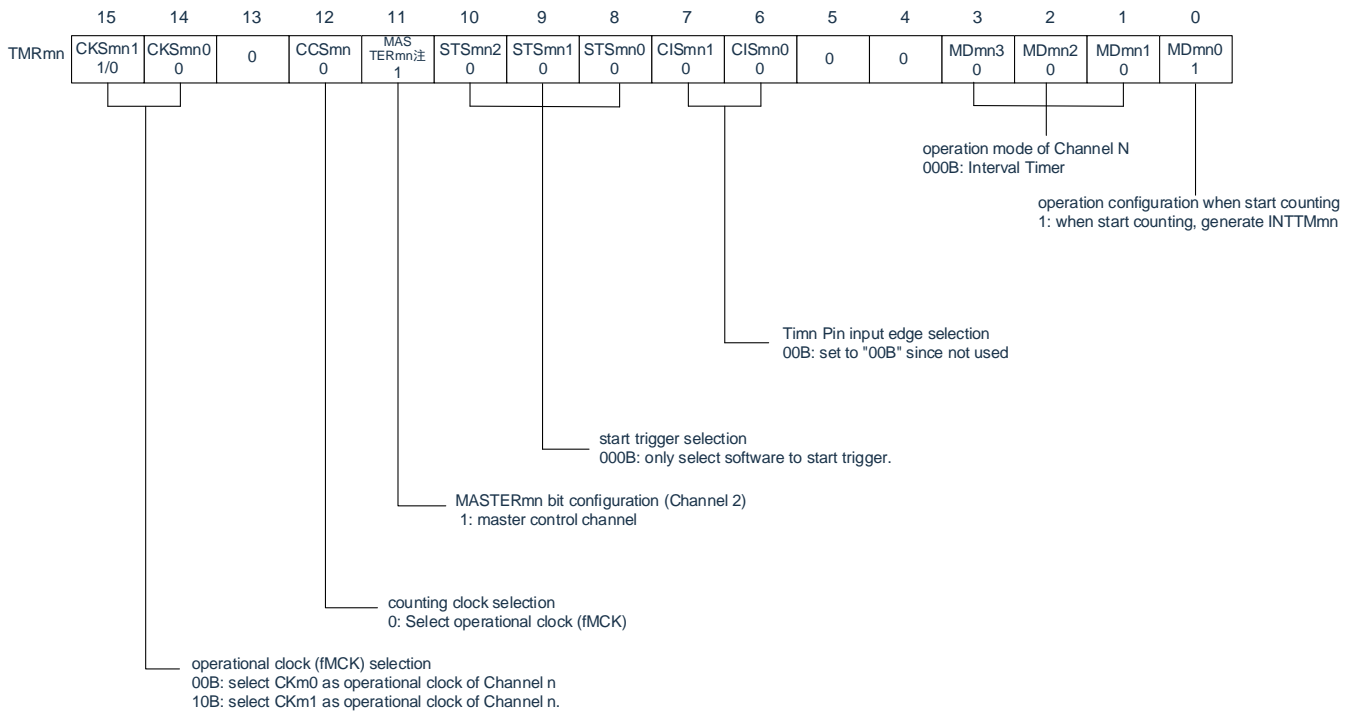 15 14 13 12 11 10 9 8 7 6 5 4 3 2 1 0
TMRmn
CKSmn1 CKSmn0 0 CCSmn MAS STSmn2 STSmn1 STSmn0 CISmn1 CISmn0 0 0 MDmn3 MDmn2 MDmn1 MDmn0
TERmn注
1/0 0 0 1 0 0 0 0 0 0 0 0 1
operation mode of Channel N
000B: Interval Timer
operation configuration when start counting
1: when start counting, generate INTTMmn
Timn Pin input edge selection
00B: set to "00B" since not used
start trigger selection
000B: only select software to start trigger.
MASTERmn bit configuration (Channel 2)
1: master control channel
counting clock selection
0: Select operational clock (fMCK)
operational clock (fMCK) selection
00B: select CKm0 as operational clock of Channel n
10B: select CKm1 as operational clock of Channel n.